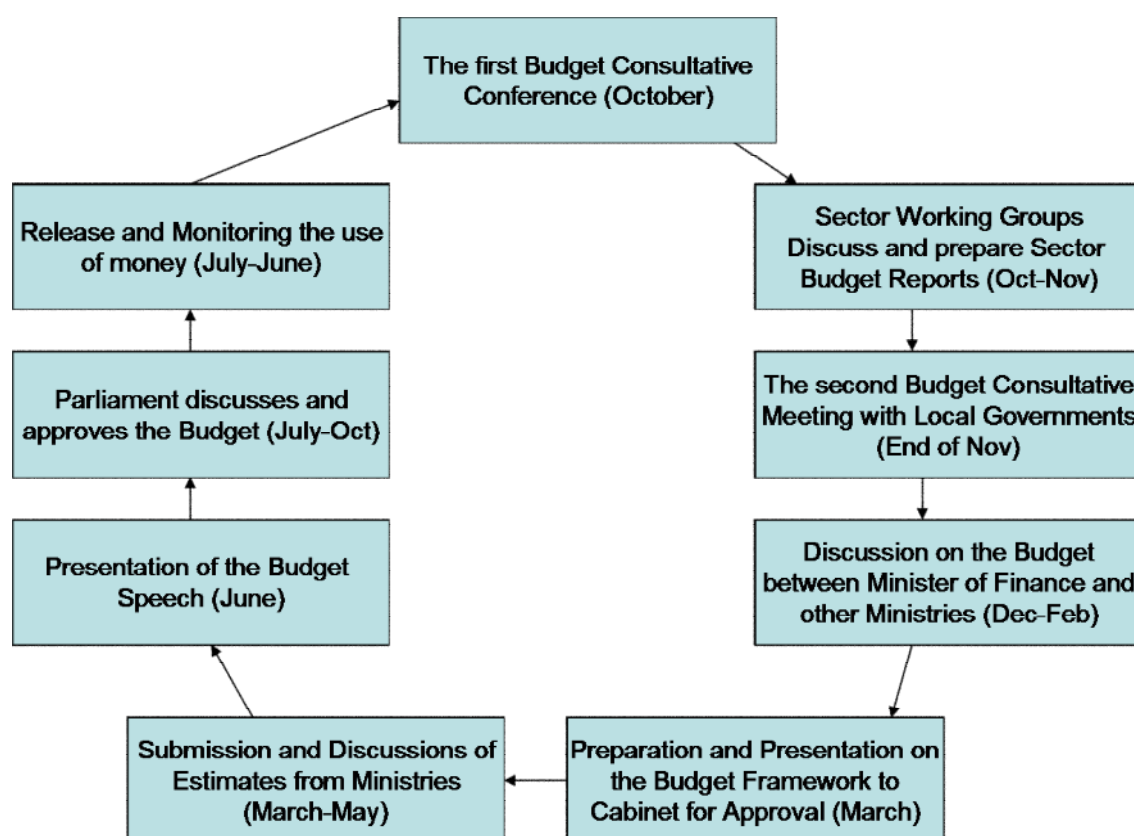 The first Budget Consultative
Conference (October)
Sector Working Groups
Discuss and prepare Sector
Budget Reports (Oct-Nov)
The second Budget Consultative
Meeting with Local Governments
(End of Nov)
Discussion on the Budget
between Minister of Finance and
other Ministries (Dec-Feb)
Preparation and Presentation on
the Budget Framework to
Cabinet for Approval (March)
Submission and Discussions of
Estimates from Ministries
(March-May)
Presentation of the Budget
Speech (June)
Parliament discusses and
approves the Budget (July-Oct)
Release and Monitoring the use
of money (July-June)